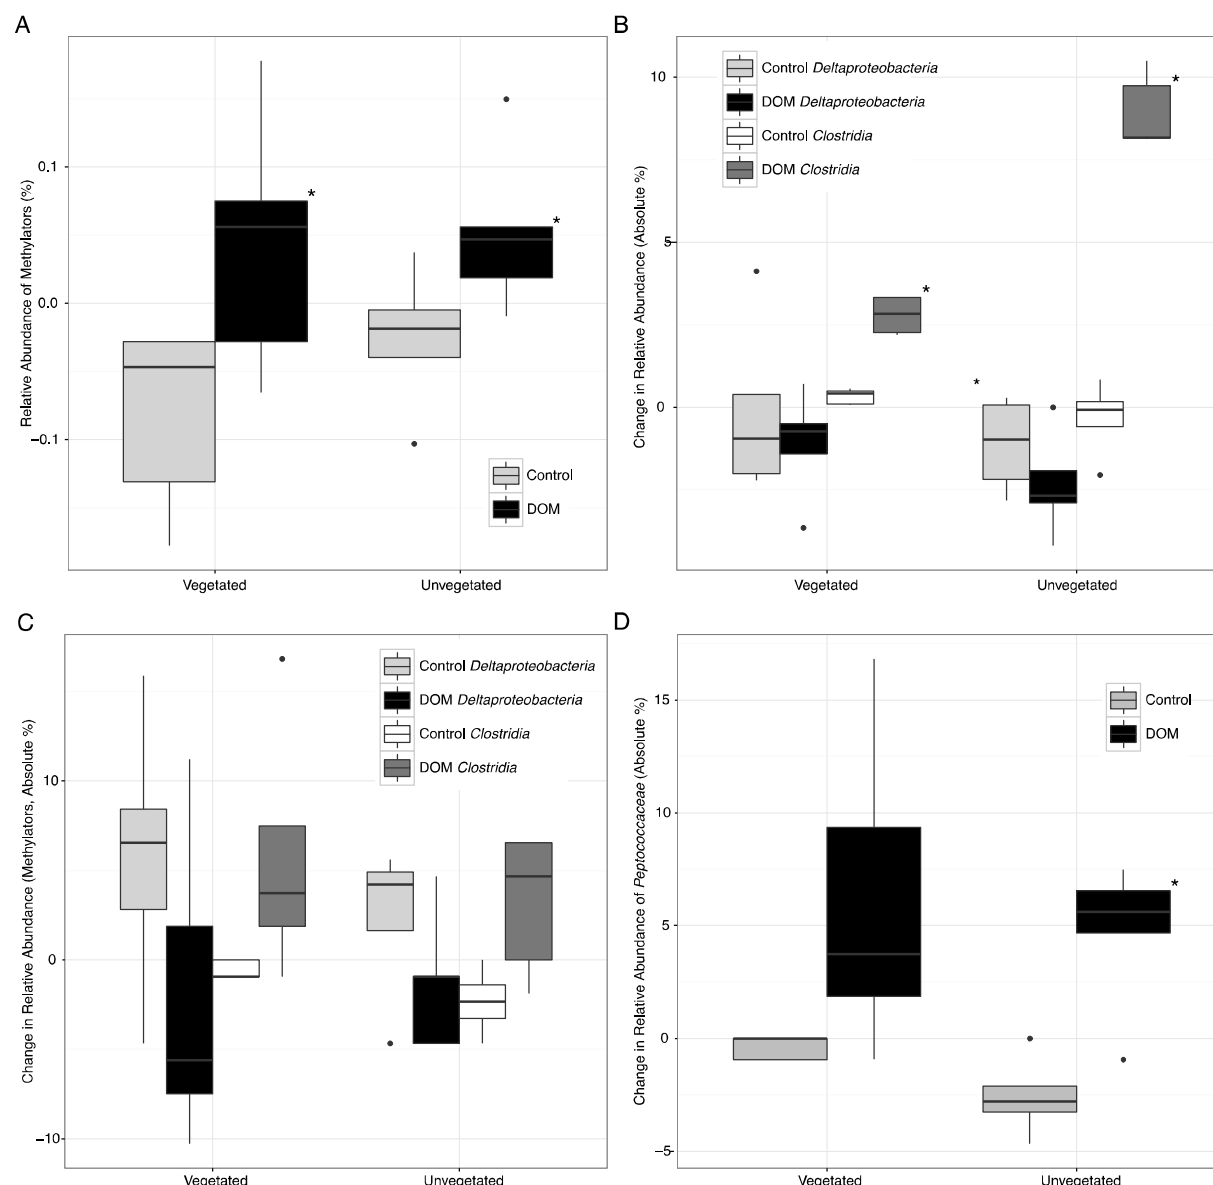 A
Relative Abundance of Methylators (%)
0.1
0.0
−0.1
*
*
Control
DOM
Vegetated
Unvegetated
B
Change in Relative Abundance (Absolute %)
10
5
0
Control Deltaproteobacteria
DOM Deltaproteobacteria
Control Clostridia
DOM Clostridia
*
*
*
Vegetated
Unvegetated
C
Change in Relative Abundance (Methylators, Absolute %)
10
0
−10
Control Deltaproteobacteria
DOM Deltaproteobacteria
Control Clostridia
DOM Clostridia
Vegetated
Unvegetated
D
Change in Relative Abundance of Peptococcaceae (Absolute %)
15
10
5
0
−5
Control
DOM
*
Vegetated
Unvegetated